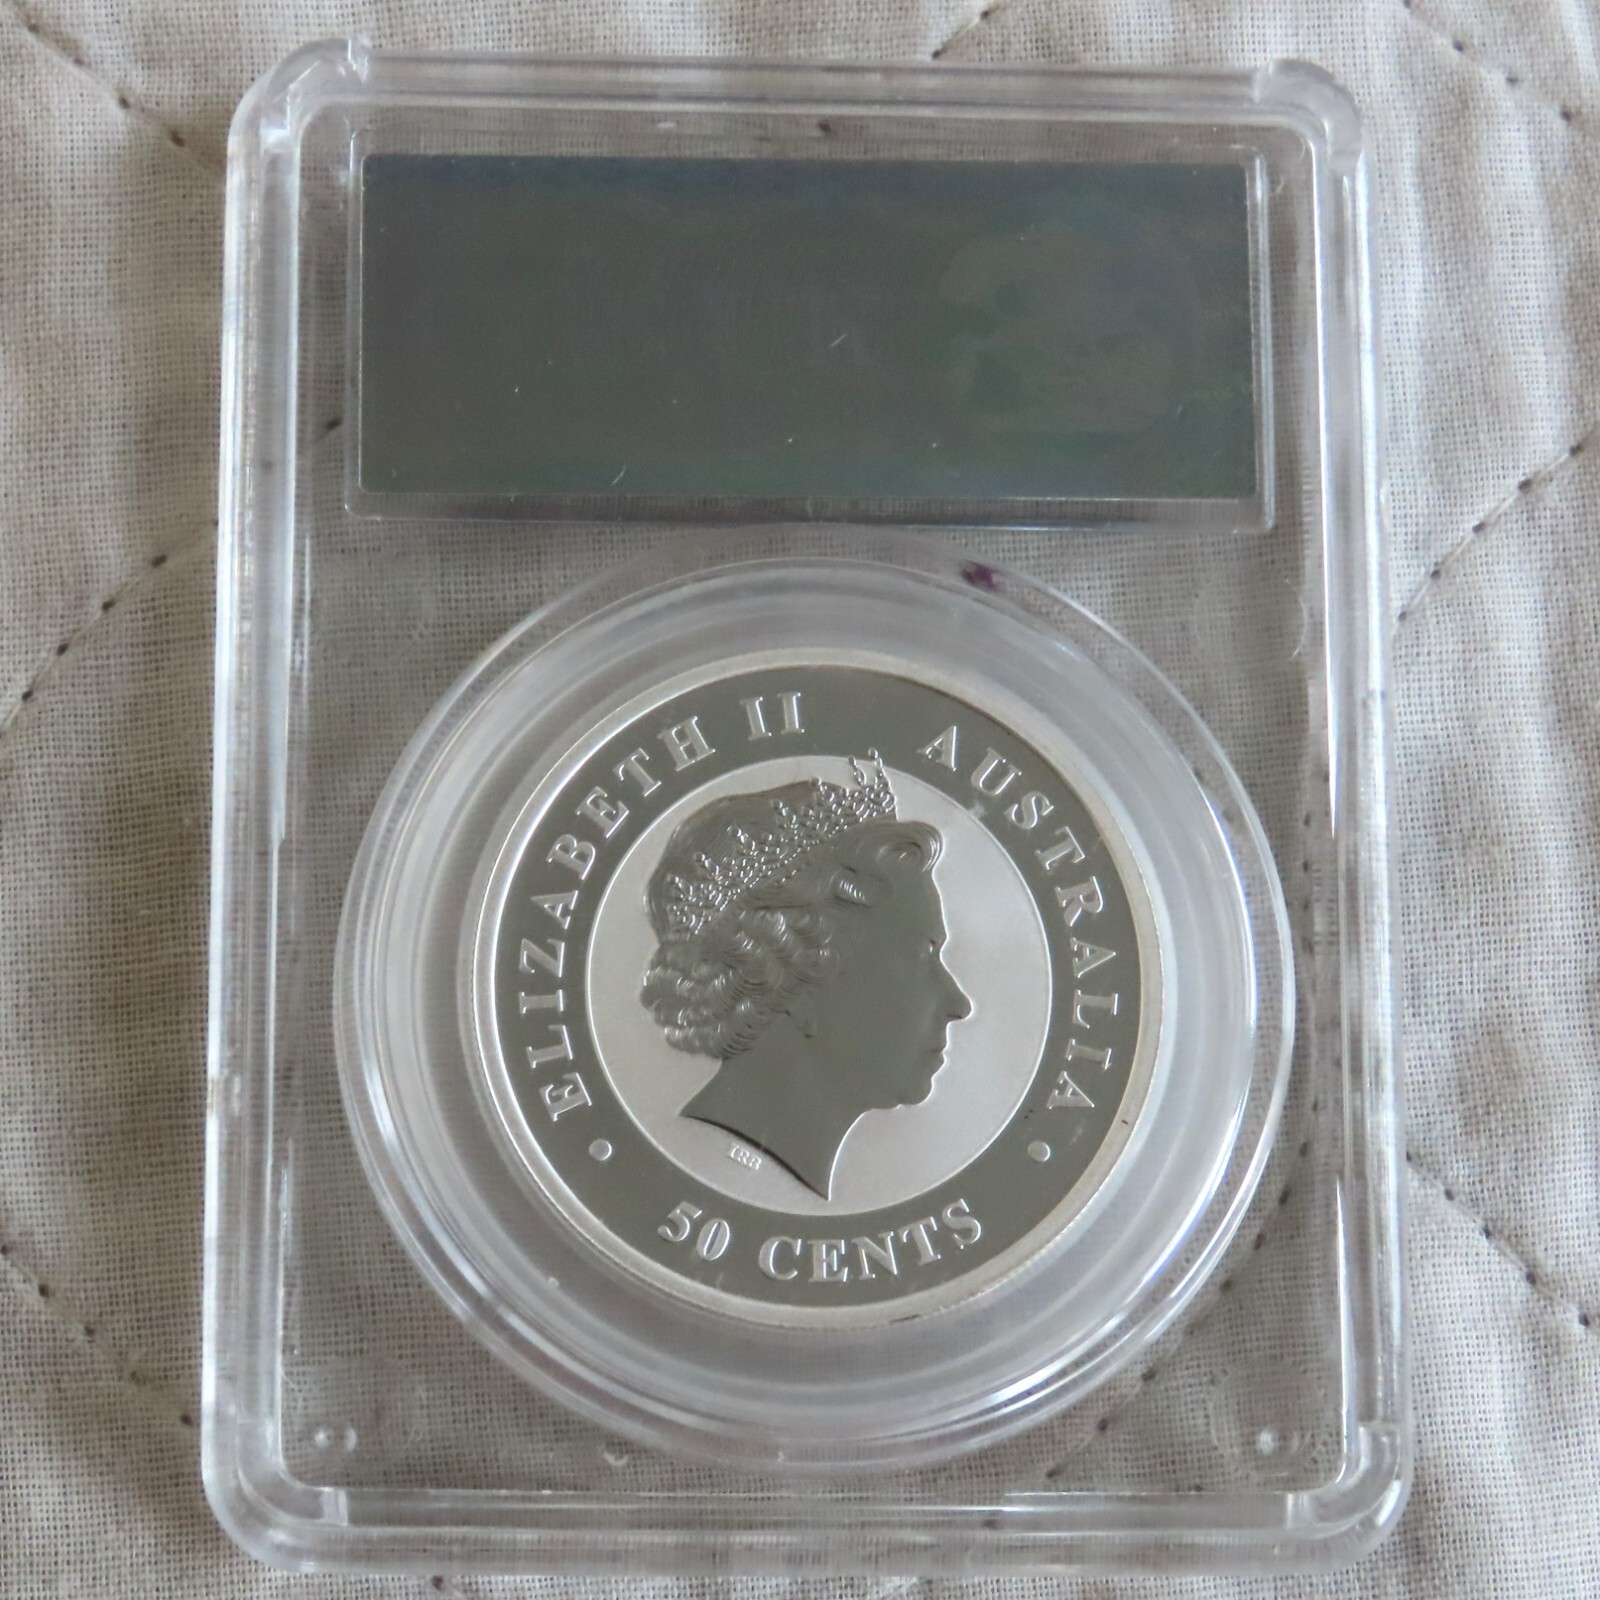 ELIZABETH II AUSTRALIA
IRB
• 50 CENTS •